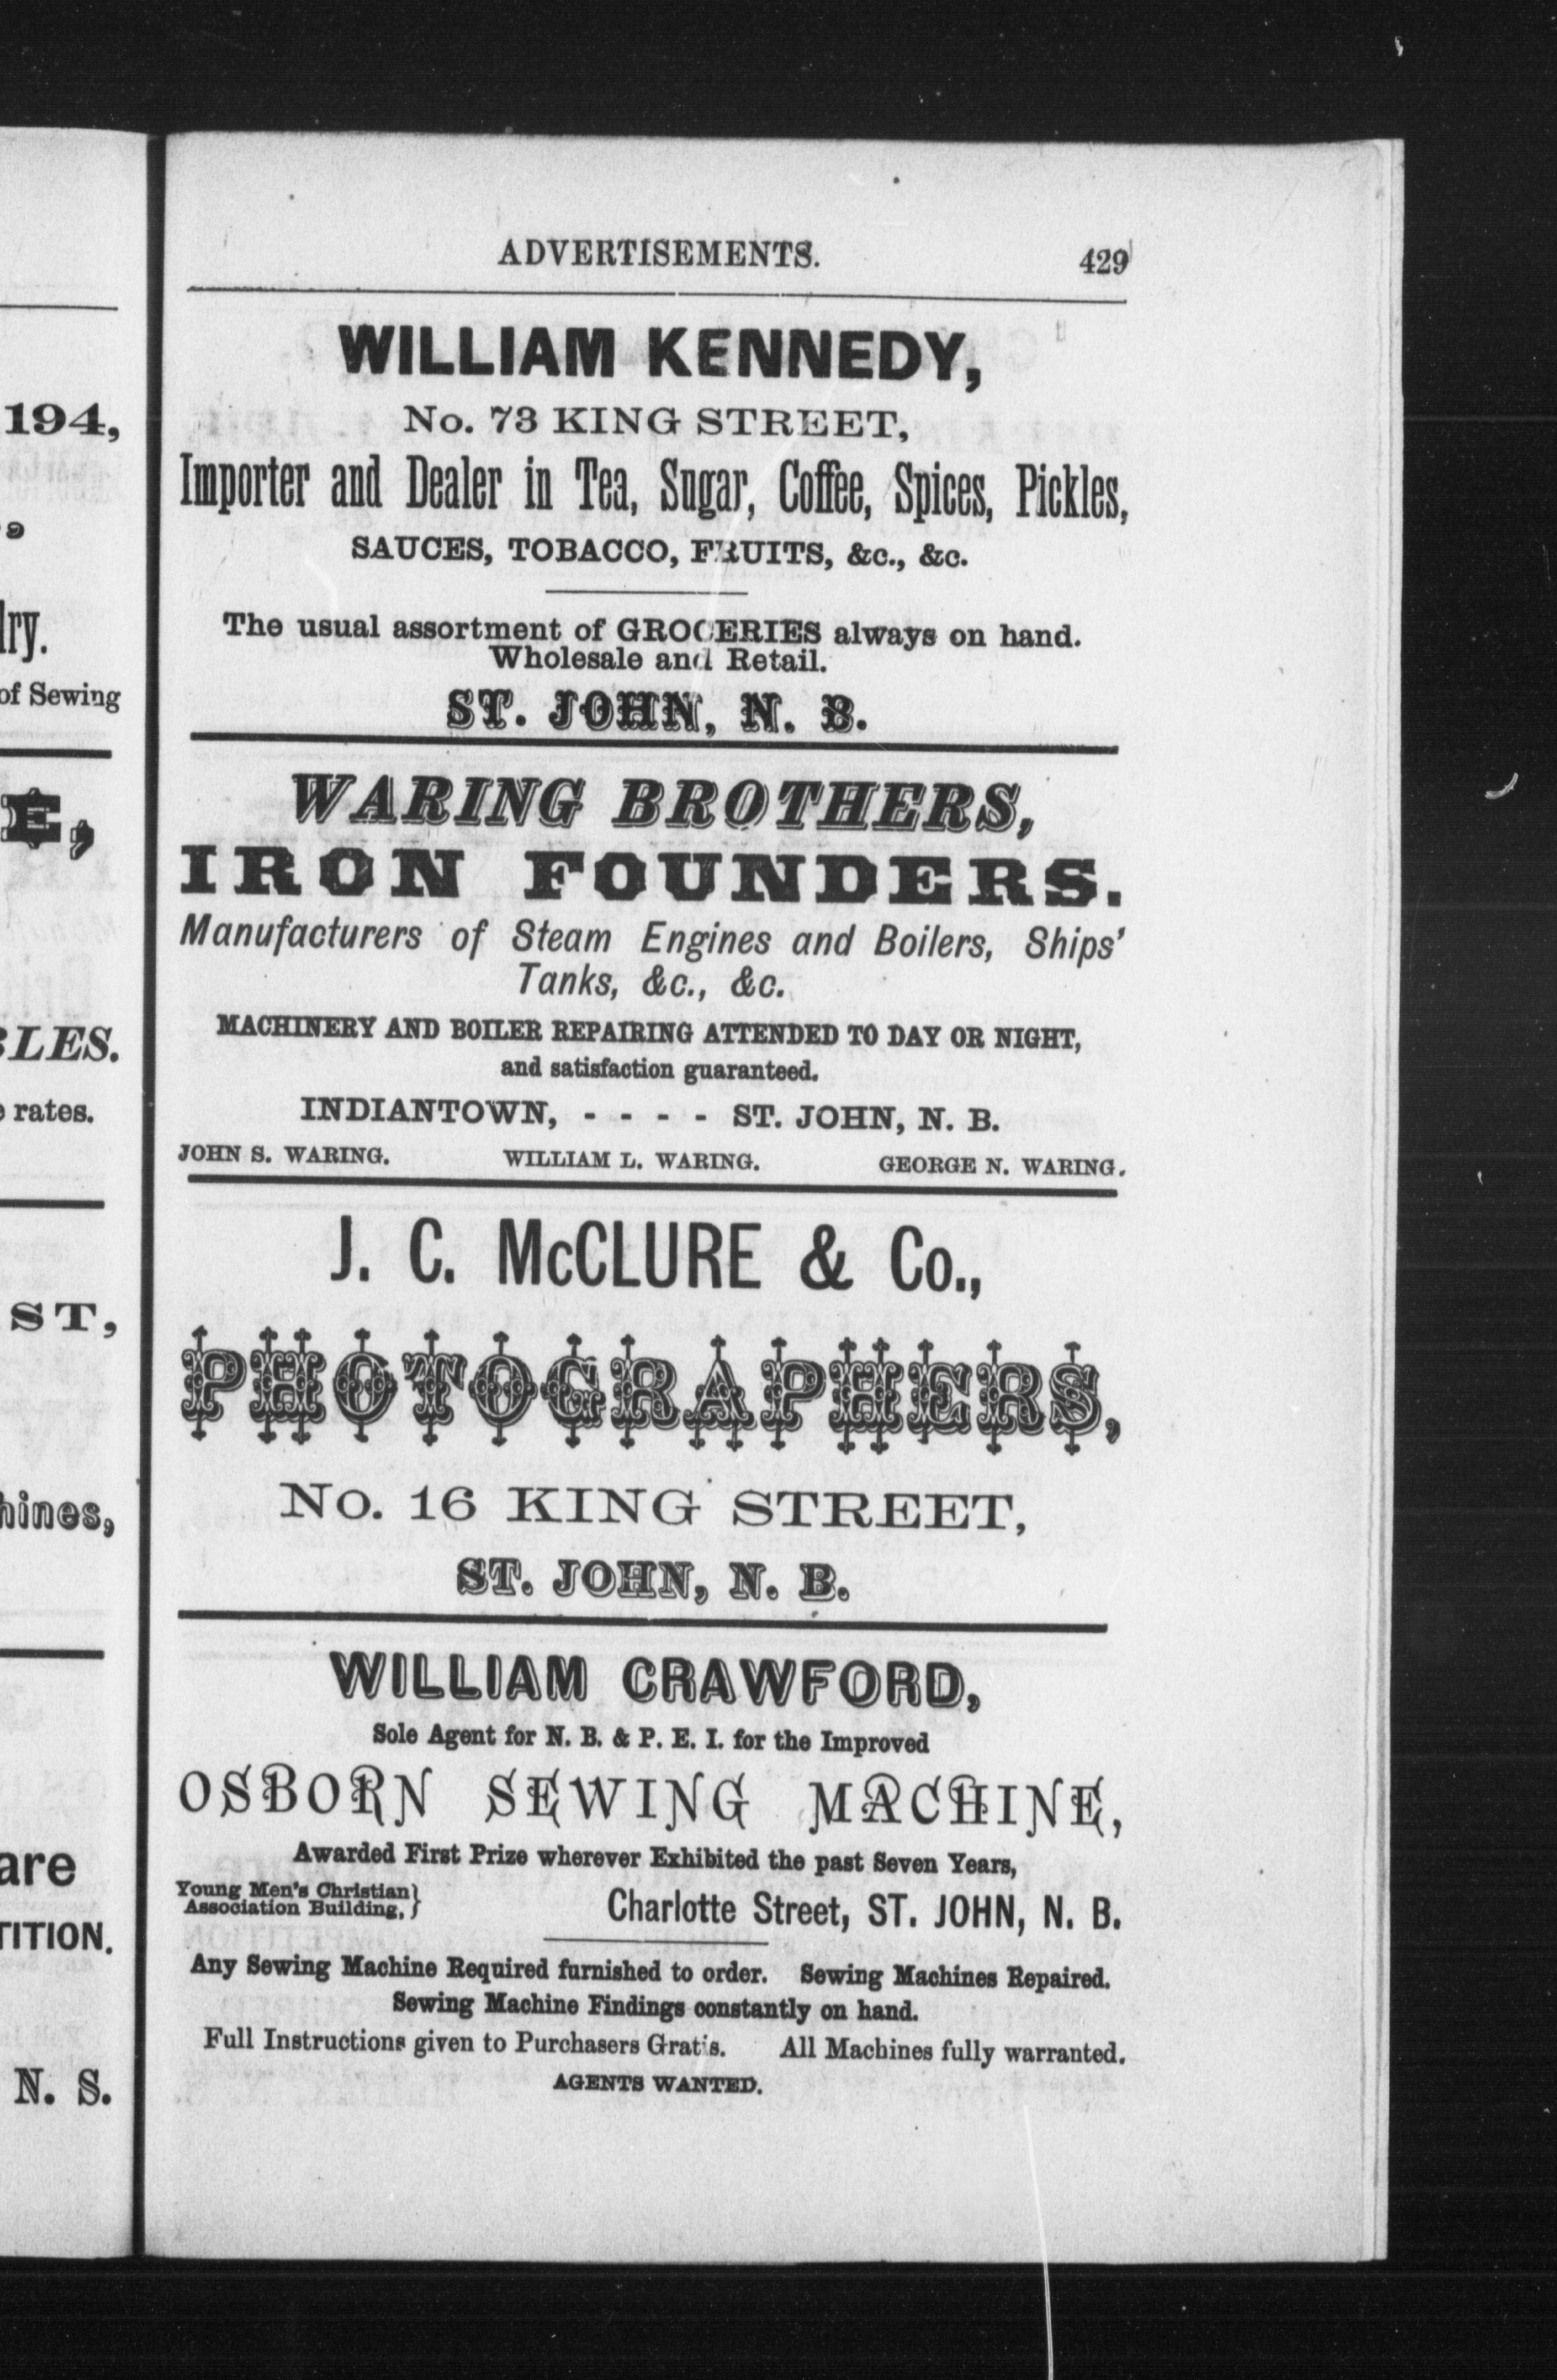 ADVERTISEMENTS. 429
WILLIAM KENNEDY,
No. 73 KING STREET,
Importer and Dealer in Tea, Sugar, Coffee, Spices, Pickles,
SAUCES, TOBACCO, FRUITS, &c., &c.
The usual assortment of GROCERIES always on hand.
Wholesale and Retail.
ST. JOHN, N. B.
WARING BROTHERS,
IRON FOUNDERS.
Manufacturers of Steam Engines and Boilers, Ships'
Tanks, &c., &c.
MACHINERY AND BOILER REPAIRING ATTENDED TO DAY OR NIGHT,
and satisfaction guaranteed.
INDIANTOWN, - - - - ST. JOHN, N. B.
JOHN S. WARING. WILLIAM L. WARING. GEORGE N. WARING.
J. C. McCLURE & Co.,
PHOTOGRAPHERS,
No. 16 KING STREET,
ST. JOHN, N. B.
WILLIAM CRAWFORD,
Sole Agent for N. B. & P. E. I. for the Improved
OSBORN SEWING MACHINE,
Awarded First Prize wherever Exhibited the past Seven Years,
Young Men's Christian }
Association Building, } Charlotte Street, ST. JOHN, N. B.
Any Sewing Machine Required furnished to order. Sewing Machines Repaired.
Sewing Machine Findings constantly on hand.
Full Instructions given to Purchasers Gratis. All Machines fully warranted.
AGENTS WANTED.
194,
of Sewing
rates.
N. S.